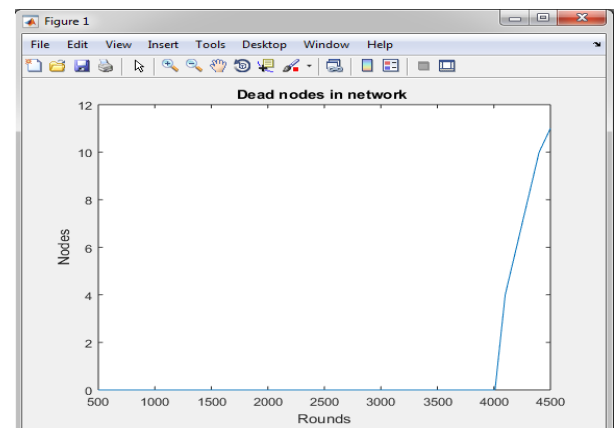 Figure 1
File Edit View Insert Tools Desktop Window Help
Dead nodes in network
12
10
8
6
4
2
0
Nodes
500 1000 1500 2000 2500 3000 3500 4000 4500
Rounds